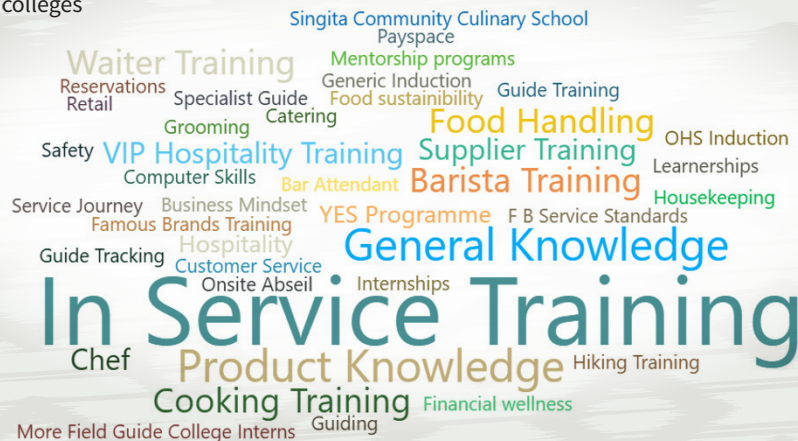 colleges
Singita Community Culinary School
Payspace
Waiter Training
Mentorship programs
Reservations
Generic Induction
Guide Training
Retail
Specialist Guide
Food sustainibility
Catering
Grooming
Food Handling
OHS Induction
Safety
VIP Hospitality Training
Supplier Training
Learnerships
Computer Skills
Bar Attendant
Barista Training
Housekeeping
Service Journey
Business Mindset
YES Programme
F B Service Standards
Famous Brands Training
Hospitality
General Knowledge
Guide Tracking
Customer Service
Onsite Abseil
Internships
In Service Training
Chef
Product Knowledge
Hiking Training
Cooking Training
Financial wellness
More Field Guide College Interns
Guiding